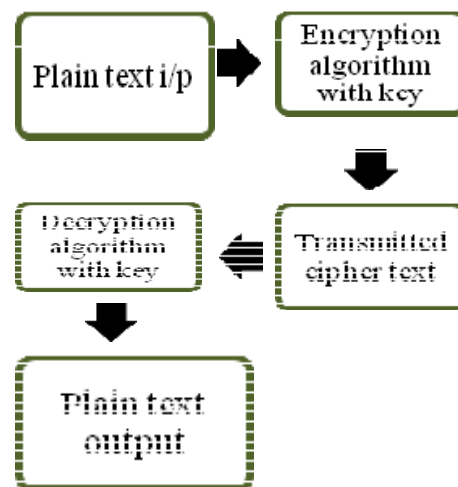 Plain text i/p
Encryption
algorithm
with key
Transmitted
cipher text
Decryption
algorithm
with key
Plain text
output